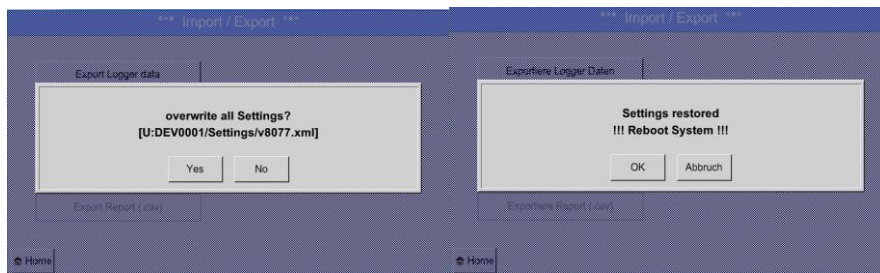 *** Import / Export ***
Export Logger data
overwrite all Settings?
[U:DEV0001/Settings/v8077.xml]
Yes
No
Export Report (.csv)
Home
*** Import / Export ***
Exportiere Logger Daten
Settings restored
!!! Reboot System !!!
OK
Abbruch
Exportiere Report (.csv)
Home